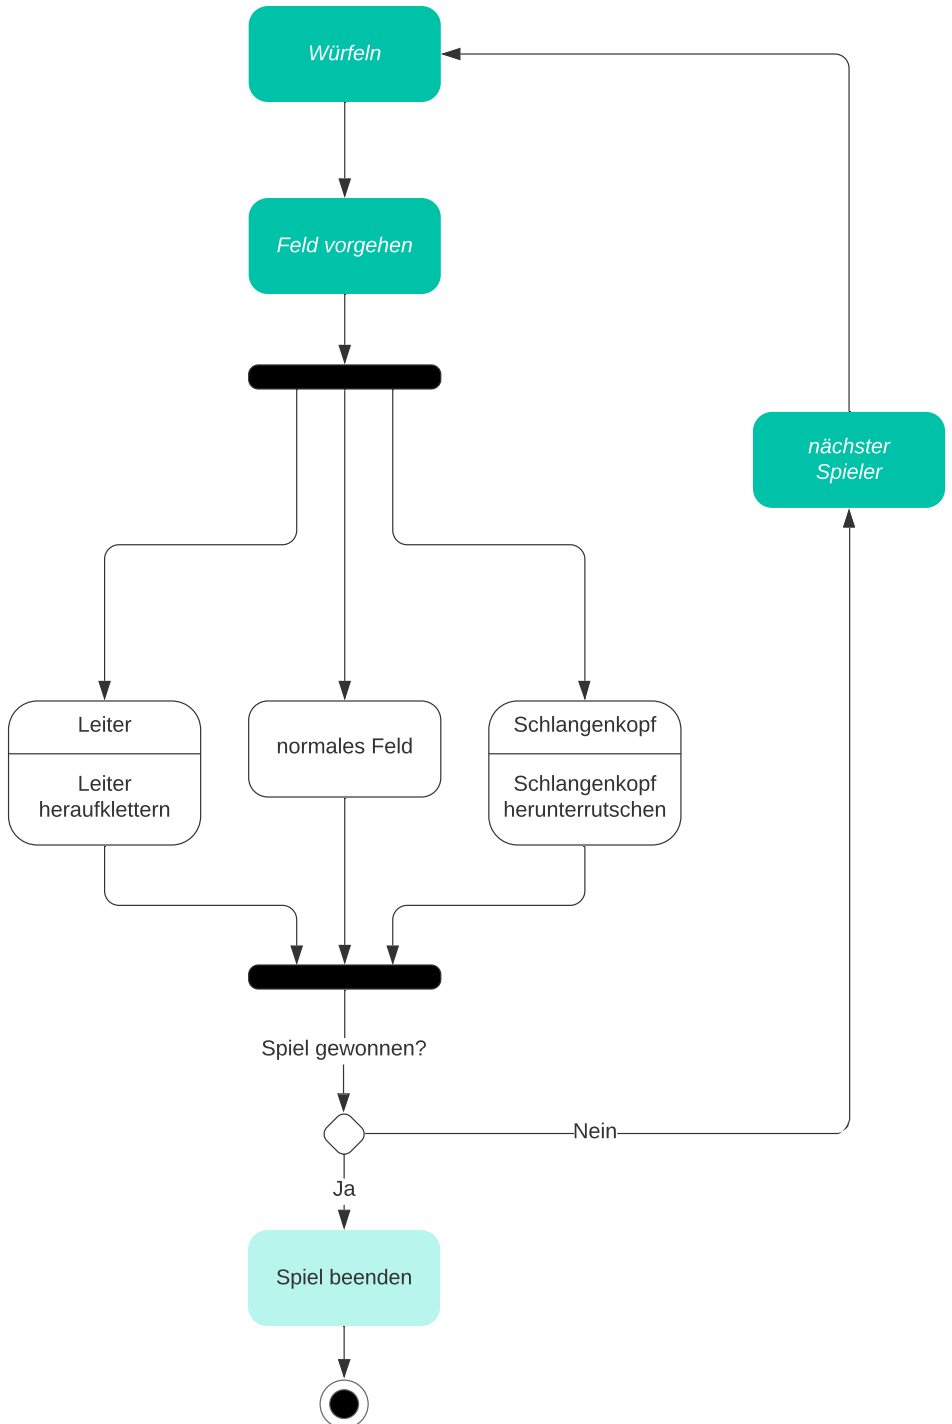 Würfeln
Feld vorgehen
nächster
Spieler
Leiter
Leiter
heraufklettern
normales Feld
Schlangenkopf
Schlangenkopf
herunterrutschen
Spiel gewonnen?
Nein
Ja
Spiel beenden